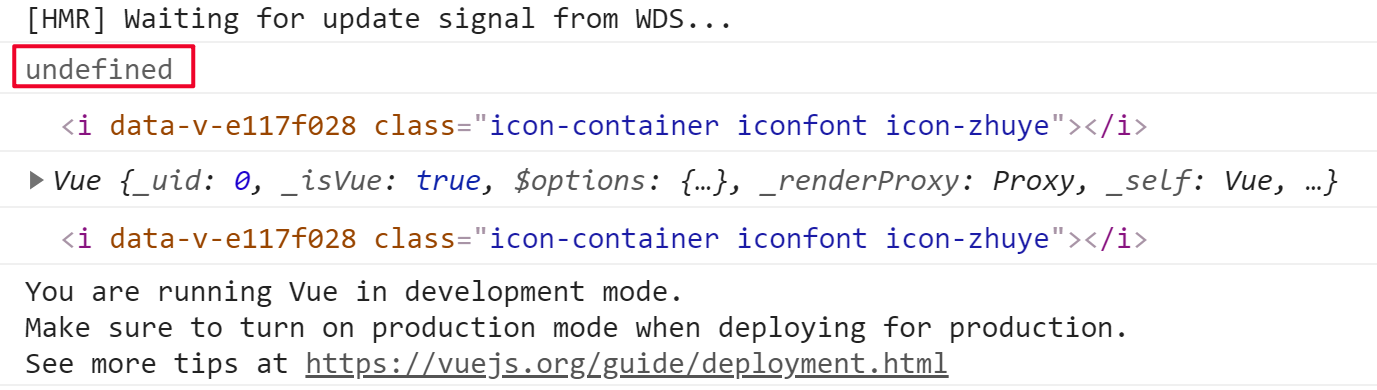 [HMR] Waiting for update signal from WDS...
undefined
<i data-v-e117f028 class="icon-container iconfont icon-zhuye"></i>
Vue {_uid: 0, _isVue: true, $options: {…}, _renderProxy: Proxy, _self: Vue, …}
<i data-v-e117f028 class="icon-container iconfont icon-zhuye"></i>
You are running Vue in development mode.
Make sure to turn on production mode when deploying for production.
See more tips at https://vuejs.org/guide/deployment.html